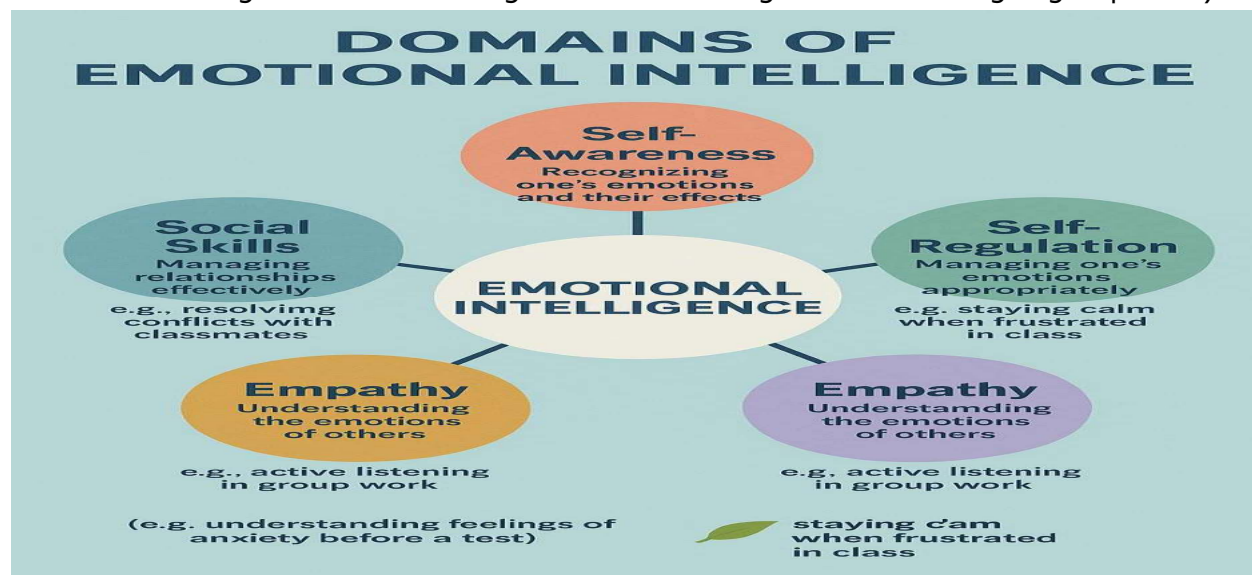 DOMAINS OF
EMOTIONAL INTELLIGENCE
Self-
Awareness
Recognizing
one's emotions
and their effects
Social
Skills
Managing
relationships
effectively
e.g., resolvimg
conflicts with
classmates
EMOTIONAL
INTELLIGENCE
Self-
Regulation
Managing one's
enmotions
appropriately
e.g. staying calm
when frustrated
in class
Empathy
Understanding
the emotions
of others
e.g., active listening
in group work
Empathy
Understamding
the emotions
of others
e.g, active listening
in group work
(e.g. understanding feelings of
anxiety before a test)
staying c'am
when frustrated
in class